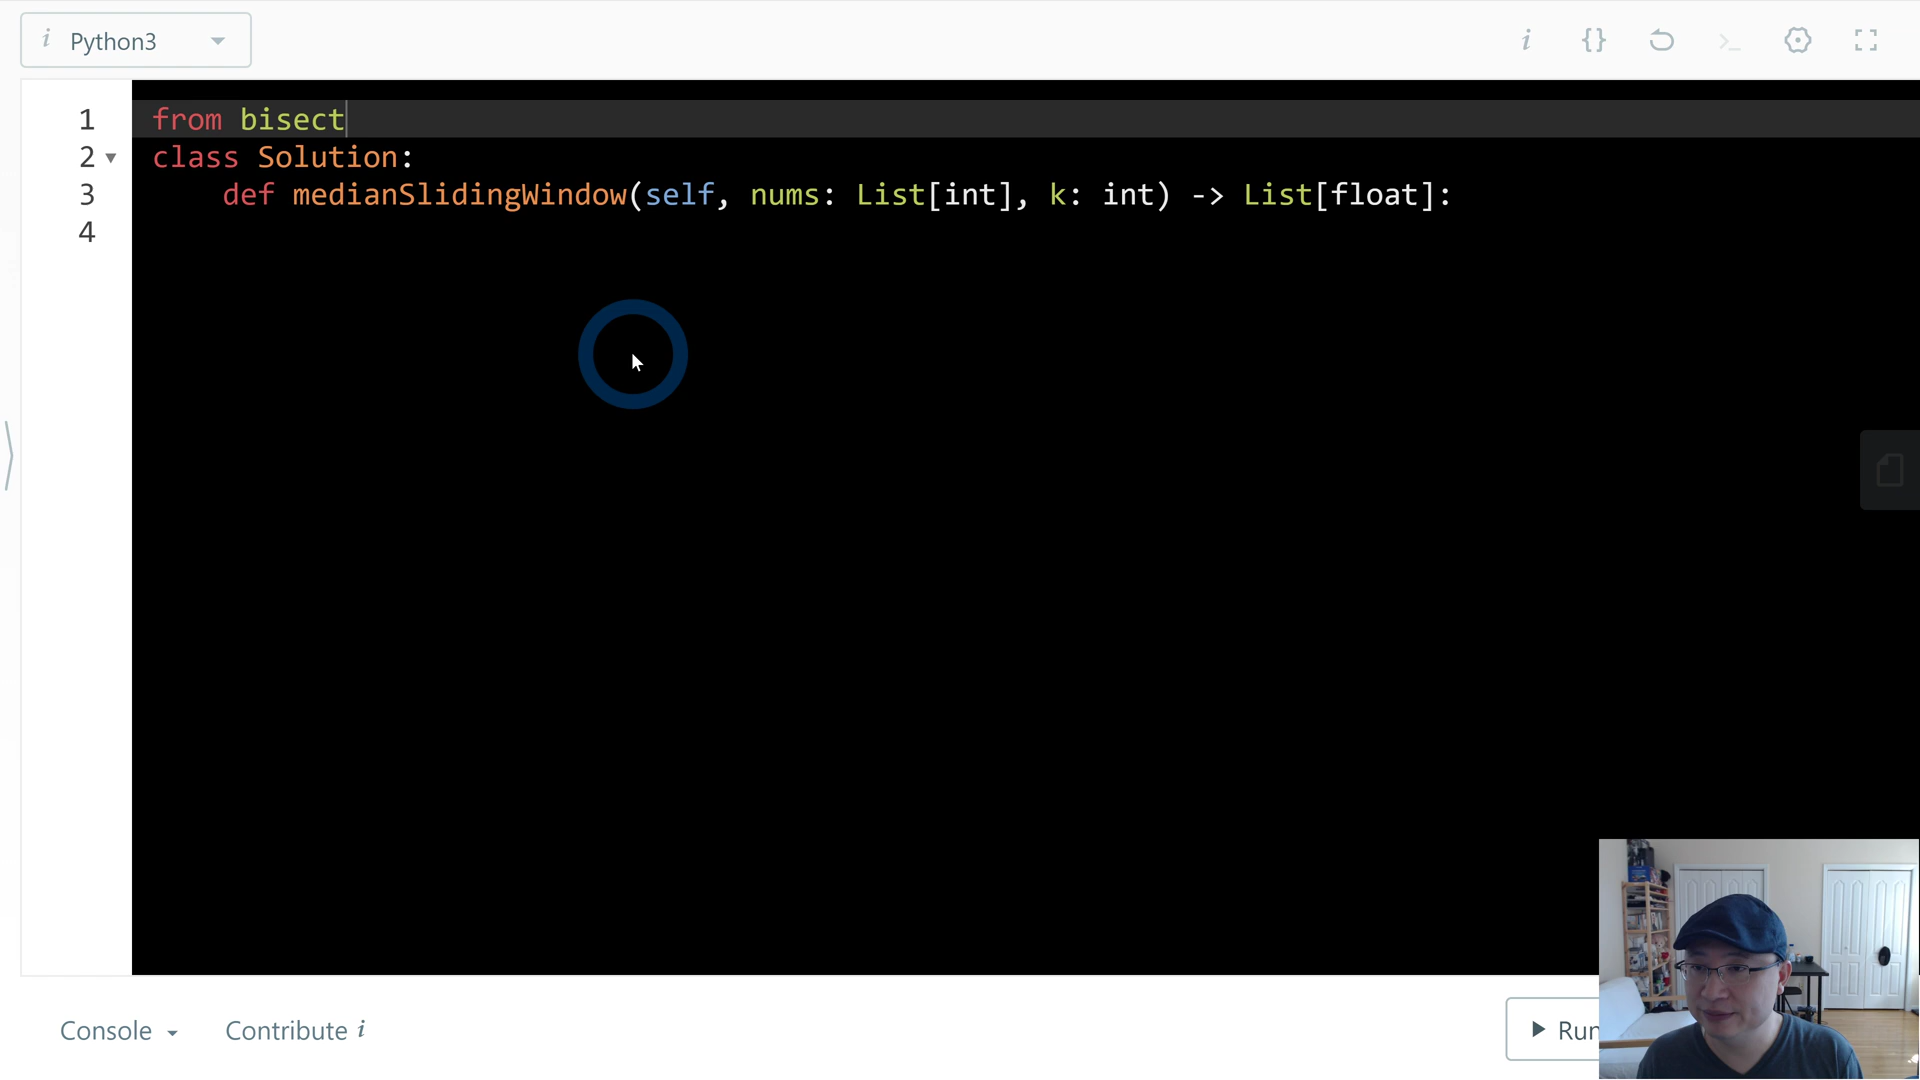 i Python3
i {} >_
1 from bisect
2 class Solution:
3 def medianSlidingWindow(self, nums: List[int], k: int) -> List[float]:
4
Console Contribute i Run